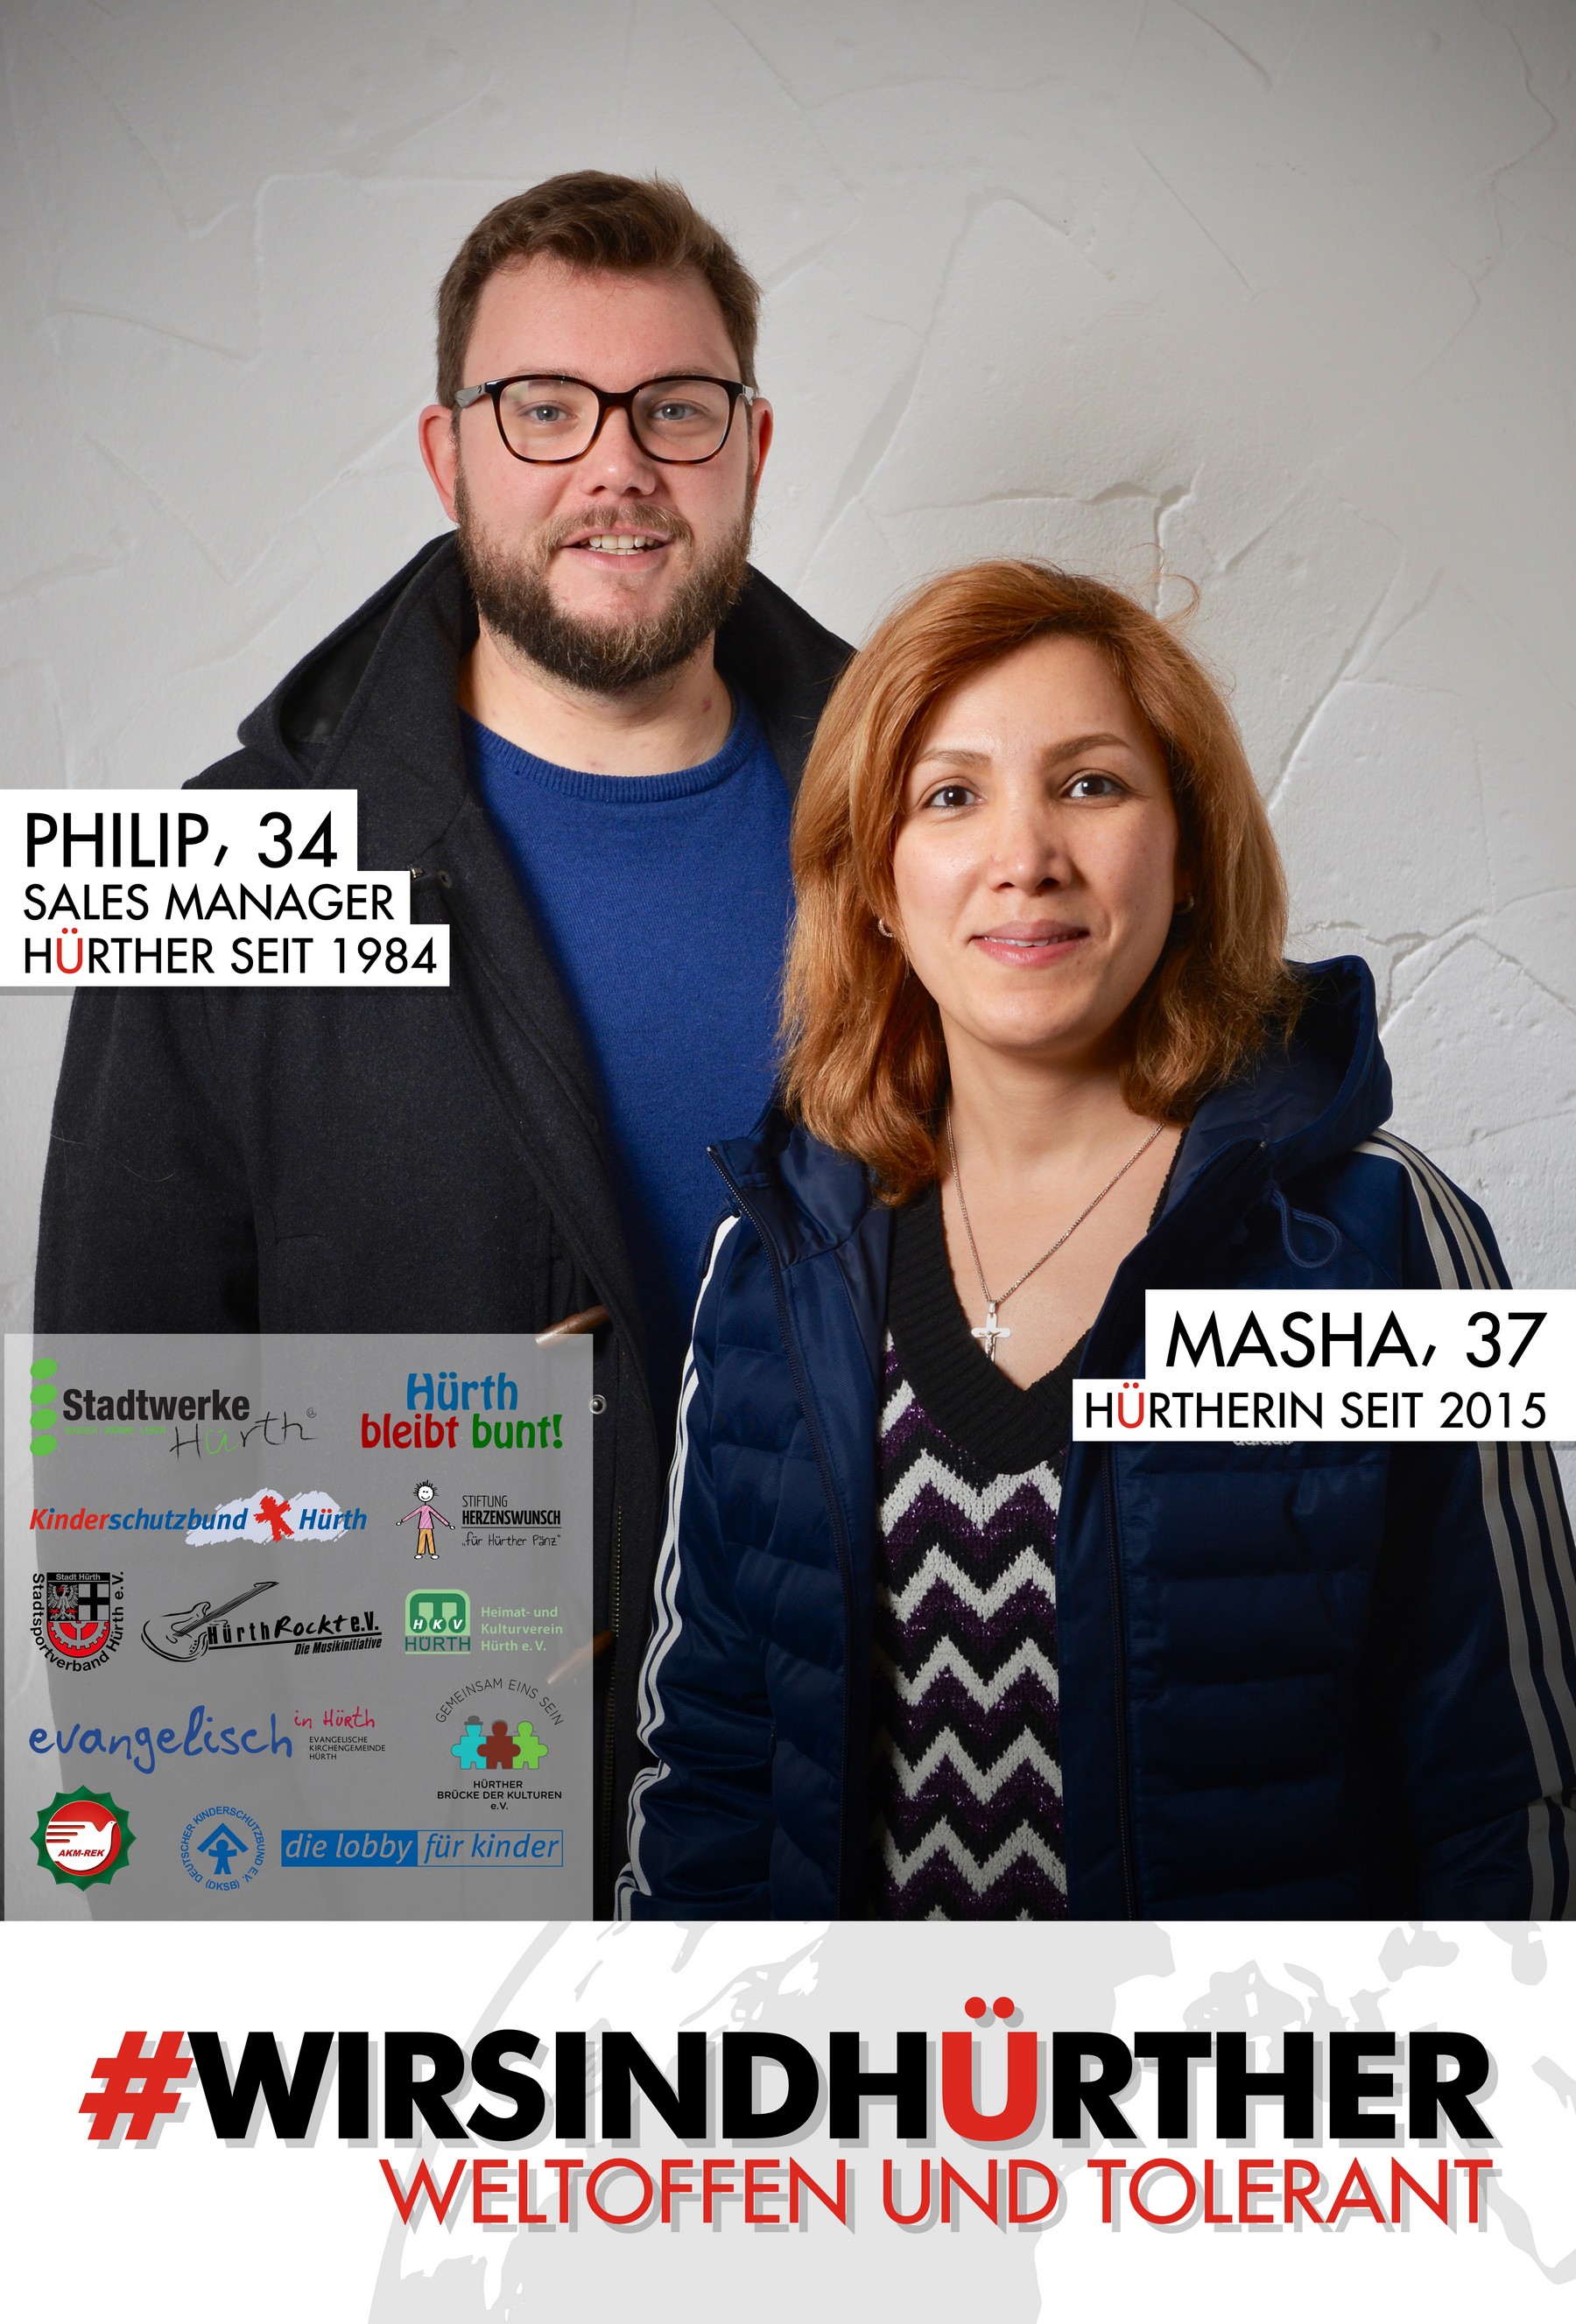 PHILIP, 34
SALES MANAGER
HÜRTHER SEIT 1984
MASHA, 37
HÜRTHERIN SEIT 2015
adidas
Stadtwerke
Hürth
Hürth
bleibt bunt!
Kinderschutzbund Hürth
STIFTUNG
HERZENSWUNSCH
„für Hürther Pänz"
Stadt Hürth
Stadtsportverband Hürth e.V.
HürthRockt e.V.
Die Musikinitiative
HKV
HÜRTH
Heimat- und
Kulturverein
Hürth e. V.
evangelisch
in Hürth
EVANGELISCHE
KIRCHENGEMEINDE
HÜRTH
GEMEINSAM EINS SEIN
HÜRTHER
BRÜCKE DER KULTUREN
e.V.
AKM-REK
DEUTSCHER KINDERSCHUTZBUND E.V.
(DKSB)
die lobby für kinder
#WIRSINDHÜRTHER
WELTOFFEN UND TOLERANT